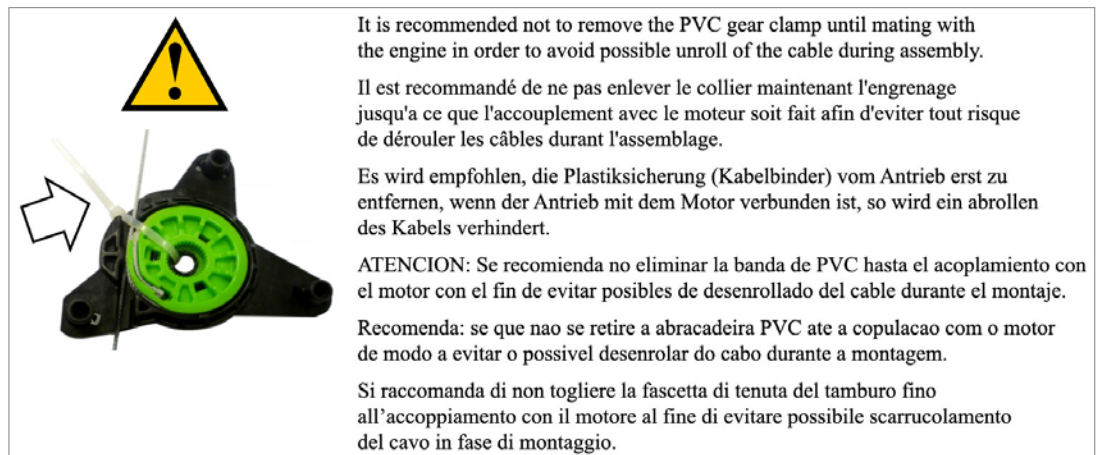 It is recommended not to remove the PVC gear clamp until mating with
the engine in order to avoid possible unroll of the cable during assembly.
Il est recommandé de ne pas enlever le collier maintenant l'engrenage
jusqu'a ce que l'accouplement avec le moteur soit fait afin d'eviter tout risque
de dérouler les câbles durant l'assemblage.
Es wird empfohlen, die Plastiksicherung (Kabelbinder) vom Antrieb erst zu
entfernen, wenn der Antrieb mit dem Motor verbunden ist, so wird ein abrollen
des Kabels verhindert.
ATENCION: Se recomienda no eliminar la banda de PVC hasta el acoplamiento con
el motor con el fin de evitar posibles de desenrollado del cable durante el montaje.
Recomenda: se que nao se retire a abracadeira PVC ate a copulacao com o motor
de modo a evitar o possivel desenrolar do cabo durante a montagem.
Si raccomanda di non togliere la fascetta di tenuta del tamburo fino
all’accoppiamento con il motore al fine di evitare possibile scarrucolamento
del cavo in fase di montaggio.